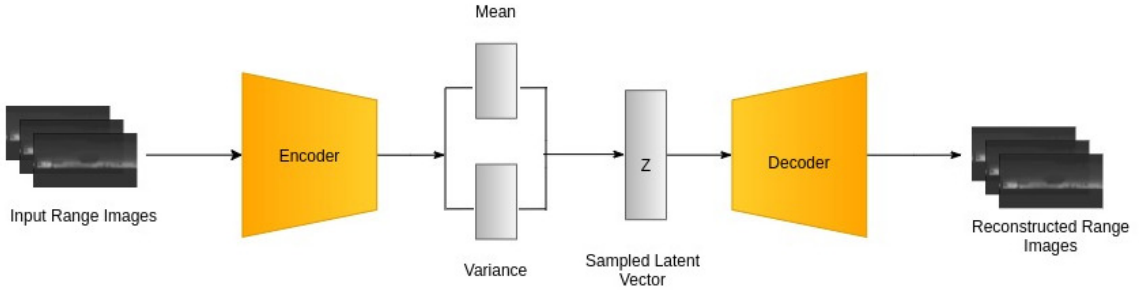 Mean
Encoder
Z
Decoder
Input Range Images
Variance
Sampled Latent
Vector
Reconstructed Range
Images